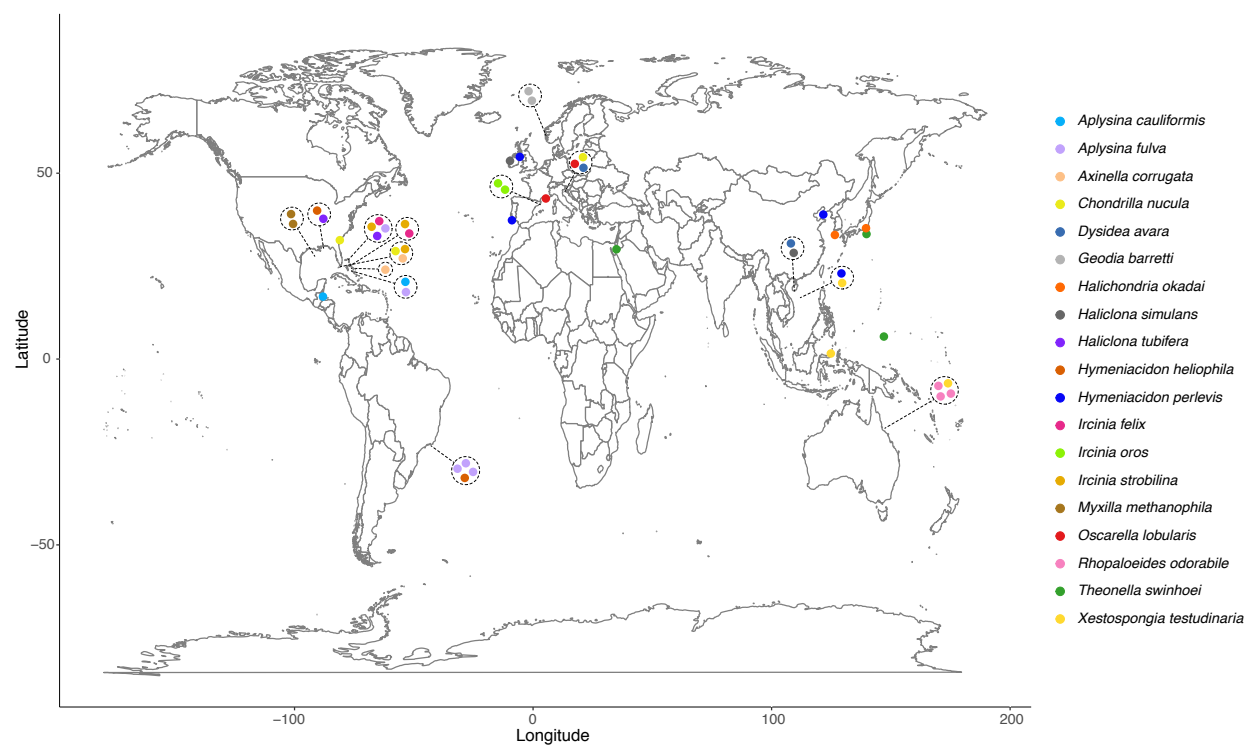 Latitude
50
0
−50
−100
0
100
200
Longitude
Aplysina cauliformis
Aplysina fulva
Axinella corrugata
Chondrilla nucula
Dysidea avara
Geodia barretti
Halichondria okadai
Haliclona simulans
Haliclona tubifera
Hymeniacidon heliophila
Hymeniacidon perlevis
Ircinia felix
Ircinia oros
Ircinia strobilina
Myxilla methanophila
Oscarella lobularis
Rhopaloeides odorabile
Theonella swinhoei
Xestospongia testudinaria